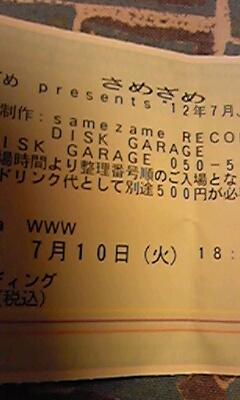 さめざめ
ざめ presents '12年7月
制作:samezame RECO
DISK GARAGE
DISK GARAGE 050-5
場時間より整理番号順のご入場とな
ドリンク代として別途500円が必
a WWW
7月10日(火) 18:
ディング
(税込)